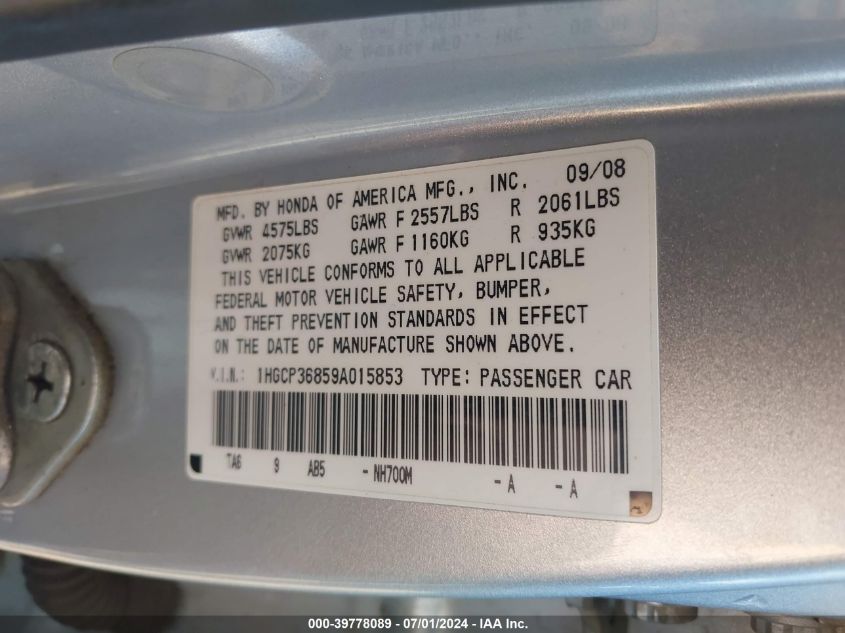 MFD. BY HONDA OF AMERICA MFG., INC. 09/08
GVWR 4575LBS GAWR F 2557LBS R 2061LBS
GVWR 2075KG GAWR F 1160KG R 935KG
THIS VEHICLE CONFORMS TO ALL APPLICABLE
FEDERAL MOTOR VEHICLE SAFETY, BUMPER,
AND THEFT PREVENTION STANDARDS IN EFFECT
ON THE DATE OF MANUFACTURE SHOWN ABOVE.
V.I.N.: 1HGCP36859A015853 TYPE: PASSENGER CAR
TA6 9 AB5 - NH700M - A - A
000-39778089 / 07/01/2024 - IAA Inc.